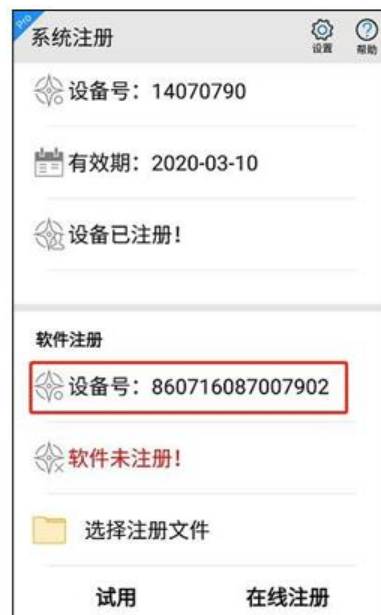 Pro
系统注册
设置
帮助
设备号：14070790
有效期：2020-03-10
设备已注册！
软件注册
设备号：860716087007902
软件未注册！
选择注册文件
试用 在线注册